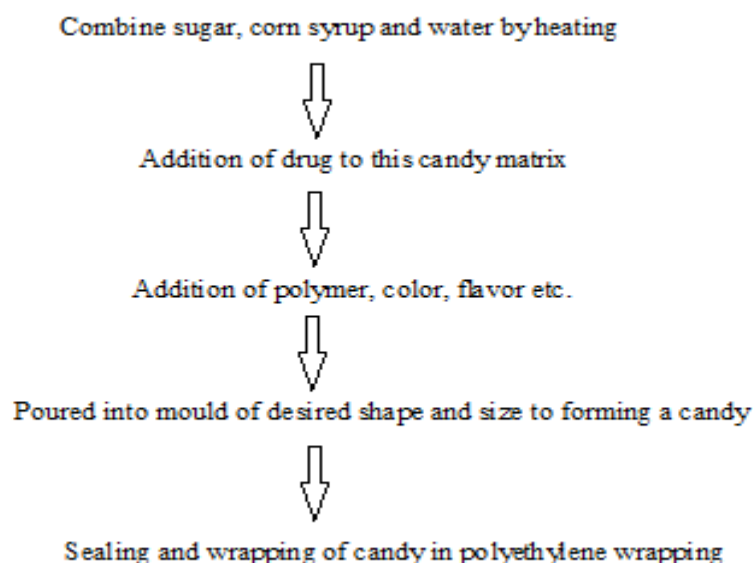 Combine sugar, corn syrup and water by heating
Addition of drug to this candy matrix
Addition of polymer, color, flavor etc.
Poured into mould of desired shape and size to forming a candy
Sealing and wrapping of candy in polyethylene wrapping